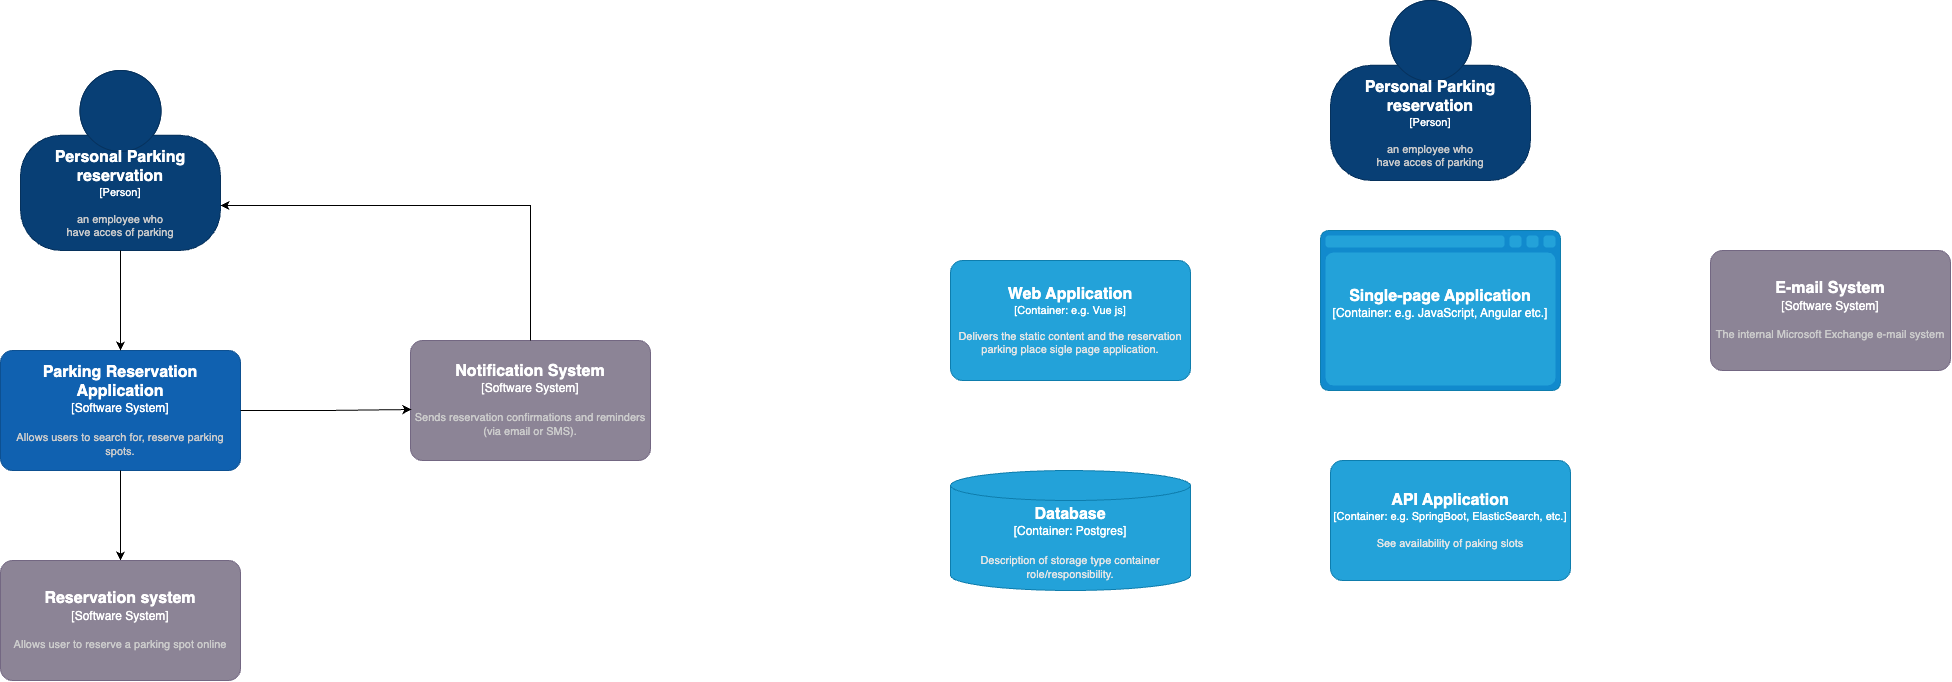 Personal Parking
reservation
[Person]
an employee who
have acces of parking
Parking Reservation
Application
[Software System]
Allows users to search for, reserve parking
spots.
Notification System
[Software System]
Sends reservation confirmations and reminders
(via email or SMS).
Reservation system
[Software System]
Allows user to reserve a parking spot online
Personal Parking
reservation
[Person]
an employee who
have acces of parking
Web Application
[Container: e.g. Vue js]
Delivers the static content and the reservation
parking place sigle page application.
Single-page Application
[Container: e.g. JavaScript, Angular etc.]
E-mail System
[Software System]
The internal Microsoft Exchange e-mail system
Database
[Container: Postgres]
Description of storage type container
role/responsibility.
API Application
[Container: e.g. SpringBoot, ElasticSearch, etc.]
See availability of paking slots